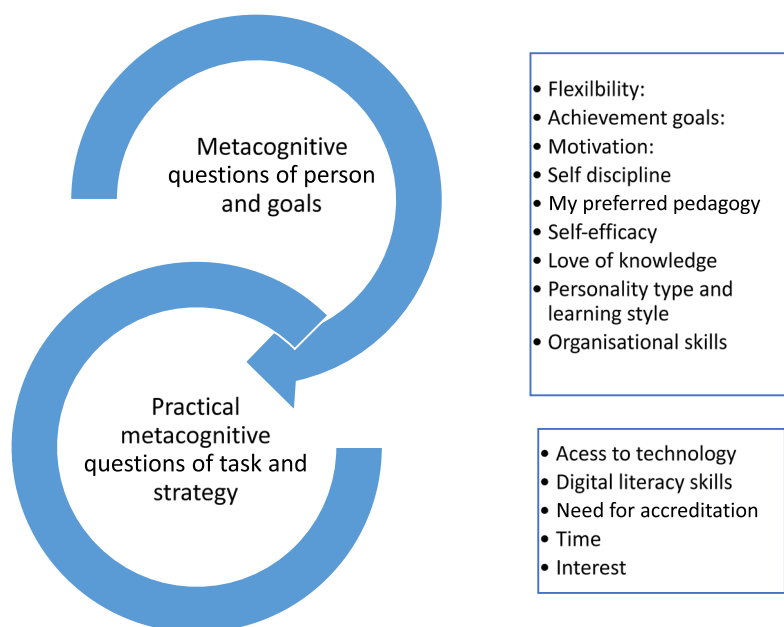 Metacognitive
questions of person
and goals
Practical
metacognitive
questions of task and
strategy
• Flexilbility:
• Achievement goals:
• Motivation:
• Self discipline
• My preferred pedagogy
• Self-efficacy
• Love of knowledge
• Personality type and
learning style
• Organisational skills
• Acess to technology
• Digital literacy skills
• Need for accreditation
• Time
• Interest